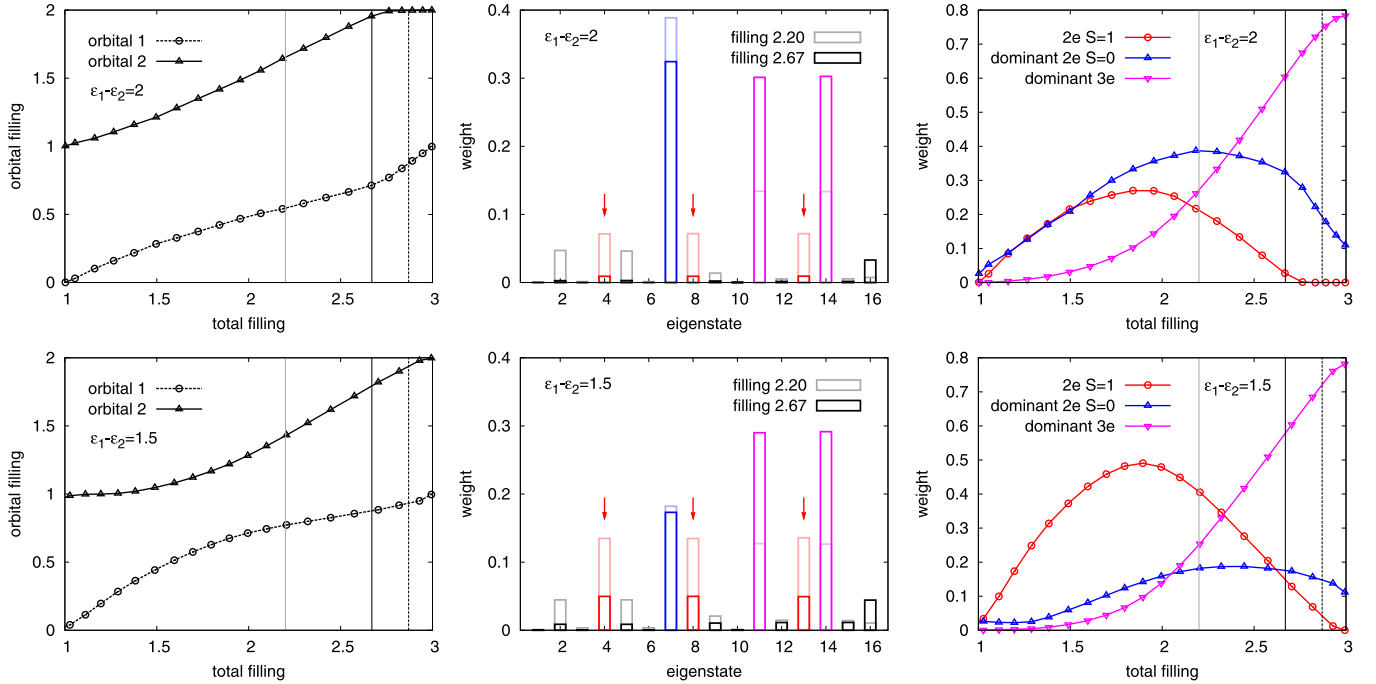 orbital filling
2
1.5
1
0.5
0
orbital 1
orbital 2
ε1-ε2=2
1 1.5 2 2.5 3
total filling
weight
0.4
0.3
0.2
0.1
0
ε1-ε2=2
filling 2.20
filling 2.67
2 4 6 8 10 12 14 16
eigenstate
weight
0.8
0.7
0.6
0.5
0.4
0.3
0.2
0.1
0
2e S=1
dominant 2e S=0
dominant 3e
ε1-ε2=2
1 1.5 2 2.5 3
total filling
orbital filling
2
1.5
1
0.5
0
orbital 1
orbital 2
ε1-ε2=1.5
1 1.5 2 2.5 3
total filling
weight
0.4
0.3
0.2
0.1
0
ε1-ε2=1.5
filling 2.20
filling 2.67
2 4 6 8 10 12 14 16
eigenstate
weight
0.8
0.7
0.6
0.5
0.4
0.3
0.2
0.1
0
2e S=1
dominant 2e S=0
dominant 3e
ε1-ε2=1.5
1 1.5 2 2.5 3
total filling